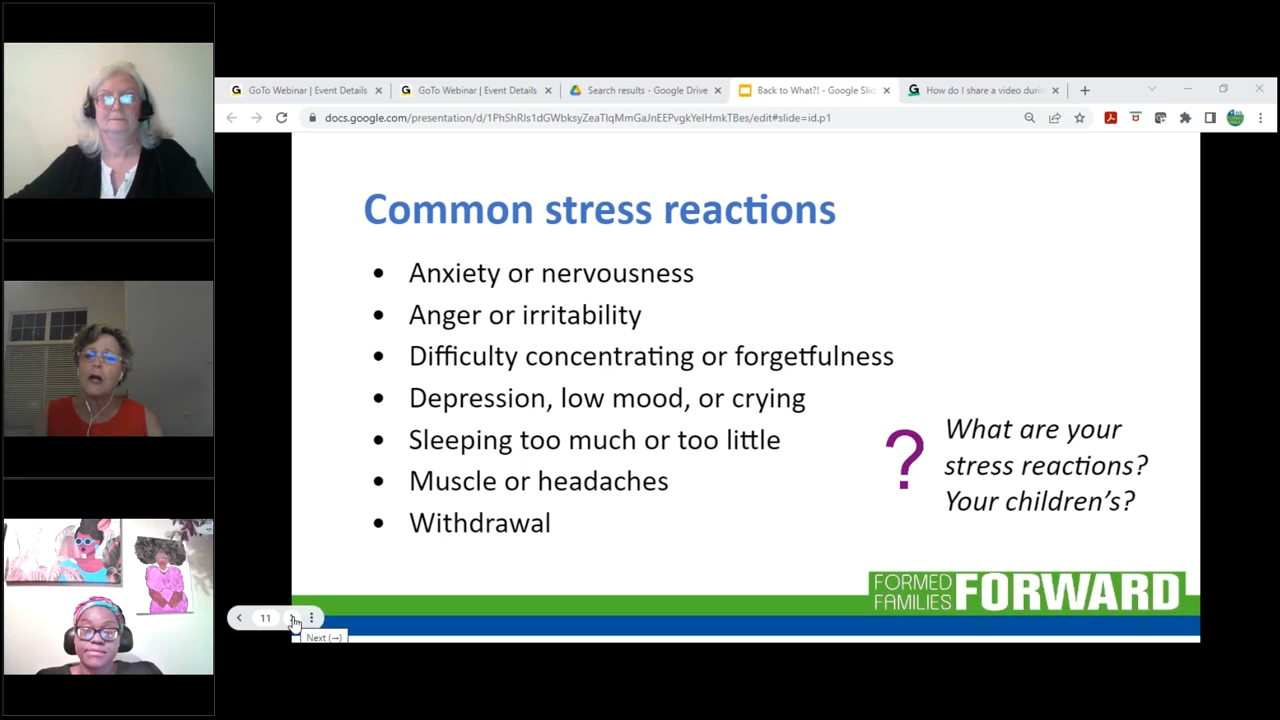 GoTo Webinar | Event Details
GoTo Webinar | Event Details
Search results - Google Drive
Back to What?! - Google Slid
How do I share a video durin
docs.google.com/presentation/d/1PhShRls1dGWbksyZeaTlqMmGaJnEEPvgkYelHmkTBes/edit#slide=id.p1
Common stress reactions
• Anxiety or nervousness
• Anger or irritability
• Difficulty concentrating or forgetfulness
• Depression, low mood, or crying
• Sleeping too much or too little
• Muscle or headaches
• Withdrawal
?
What are your
stress reactions?
Your children's?
FORMED
FAMILIES
FORWARD
11
Next (→)